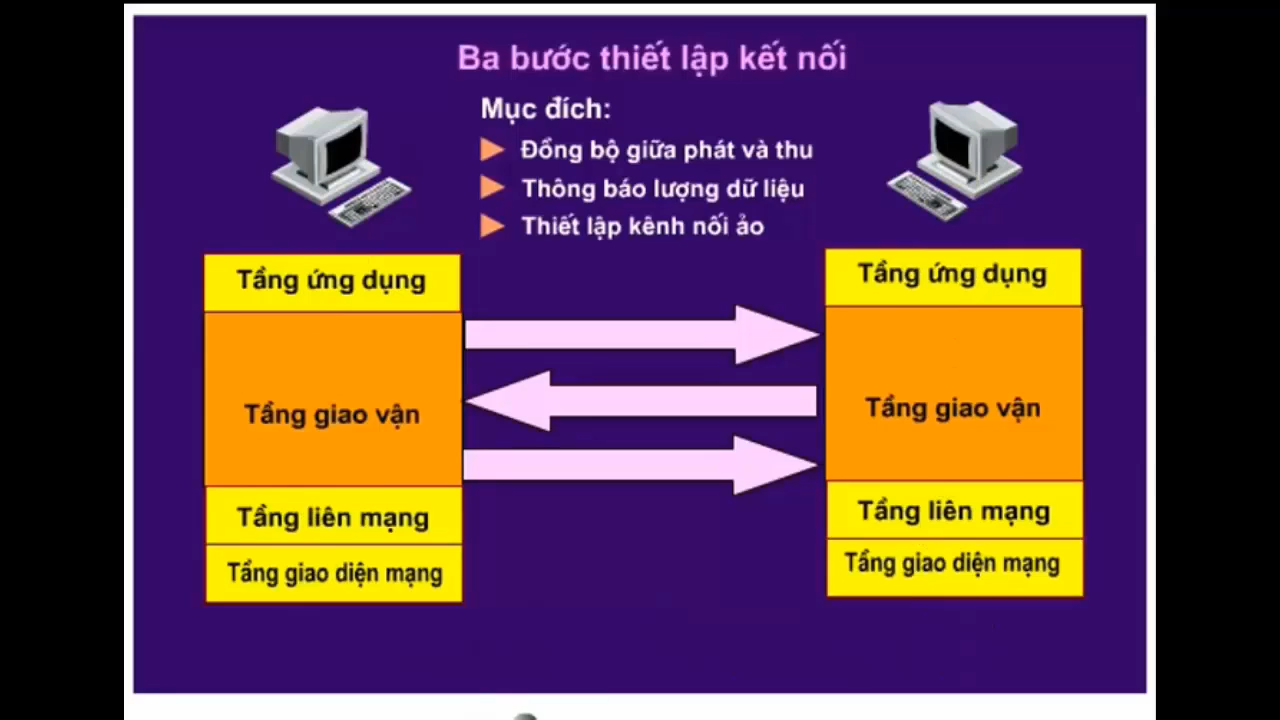 Ba bước thiết lập kết nối
Mục đích:
Đồng bộ giữa phát và thu
Thông báo lượng dữ liệu
Thiết lập kênh nối ảo
Tầng ứng dụng
Tầng giao vận
Tầng liên mạng
Tầng giao diện mạng
Tầng ứng dụng
Tầng giao vận
Tầng liên mạng
Tầng giao diện mạng